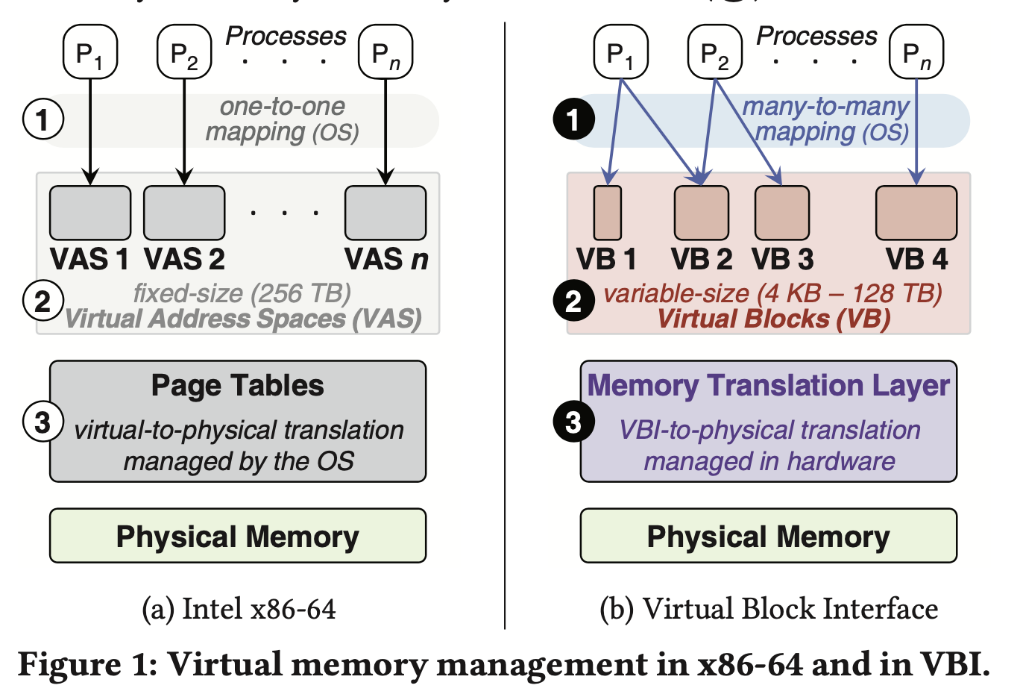 P1 P2 Processes . . . Pn
1 one-to-one
mapping (OS)
VAS 1 VAS 2 . . . VAS n
2 fixed-size (256 TB)
Virtual Address Spaces (VAS)
Page Tables
3 virtual-to-physical translation
managed by the OS
Physical Memory
(a) Intel x86-64
P1 P2 Processes . . . Pn
1 many-to-many
mapping (OS)
VB 1 VB 2 VB 3 VB 4
2 variable-size (4 KB – 128 TB)
Virtual Blocks (VB)
Memory Translation Layer
3 VBI-to-physical translation
managed in hardware
Physical Memory
(b) Virtual Block Interface
Figure 1: Virtual memory management in x86-64 and in VBI.